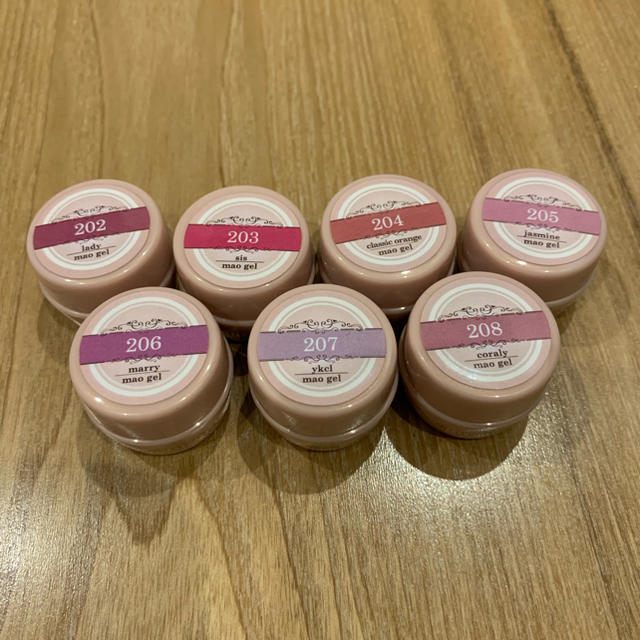 202
lady
mao gel
203
sis
mao gel
204
classic orange
mao gel
205
jasmine
mao gel
206
marry
mao gel
207
ykcl
mao gel
208
coraly
mao gel